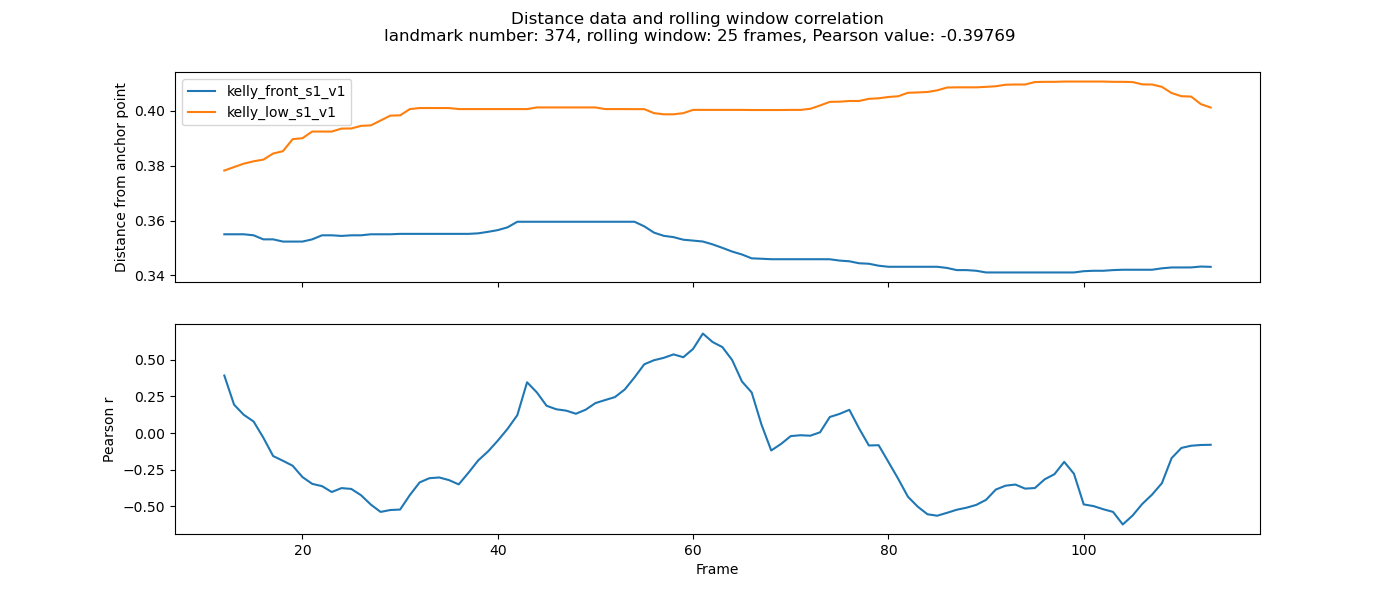 Distance data and rolling window correlation
landmark number: 374, rolling window: 25 frames, Pearson value: -0.39769
kelly_front_s1_v1
kelly_low_s1_v1
Distance from anchor point
0.40
0.38
0.36
0.34
Pearson r
0.50
0.25
0.00
−0.25
−0.50
20 40 60 80 100
Frame